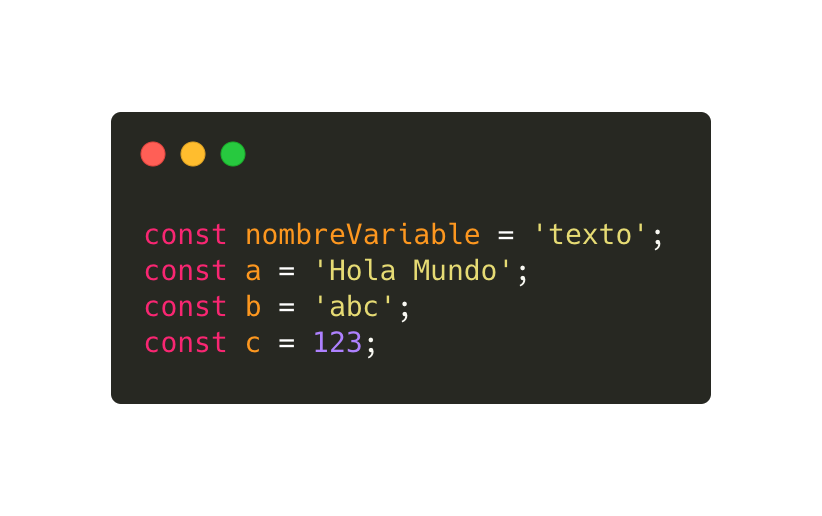 const nombreVariable = 'texto';
const a = 'Hola Mundo';
const b = 'abc';
const c = 123;